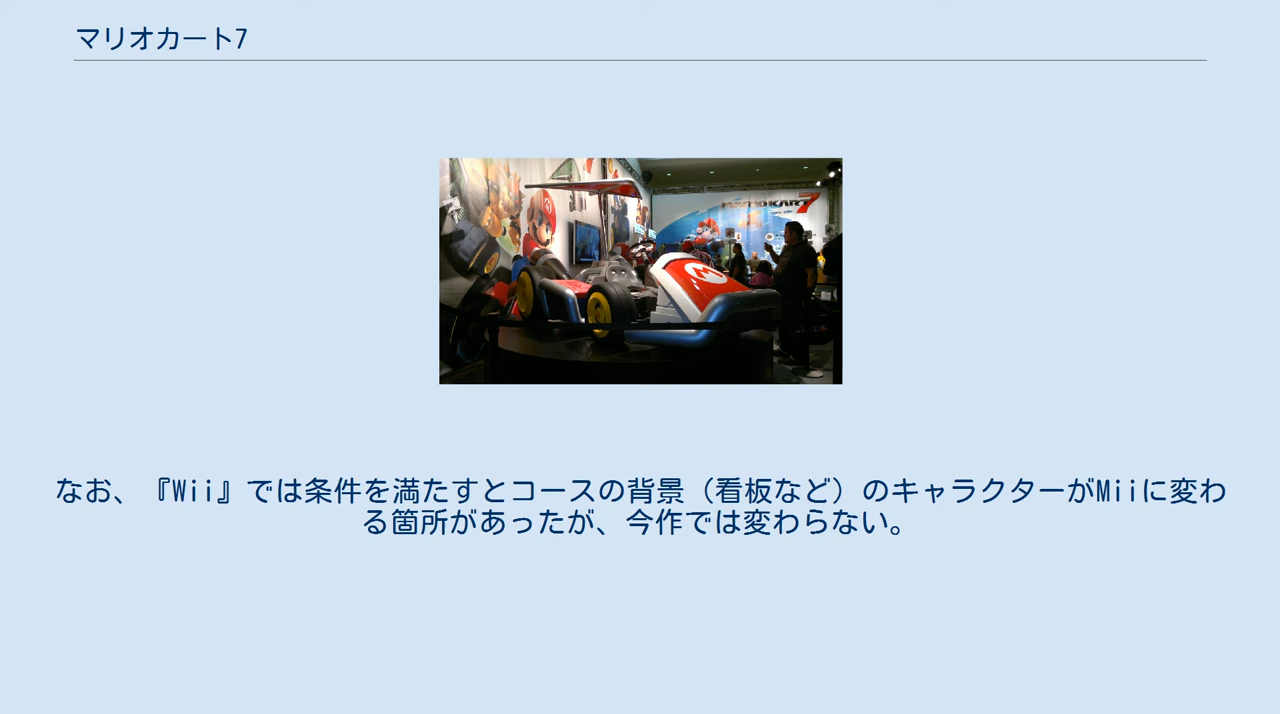 マリオカート7
MARIOKART 7
なお、『Wii』では条件を満たすとコースの背景（看板など）のキャラクターがMiiに変わ
る箇所があったが、今作では変わらない。